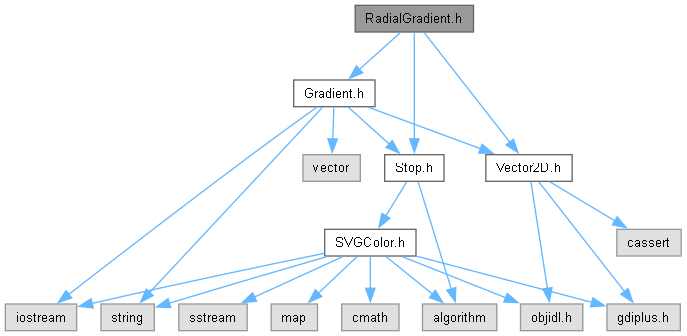 RadialGradient.h
Gradient.h
vector
Stop.h
Vector2D.h
SVGColor.h
cassert
iostream
string
sstream
map
cmath
algorithm
objidl.h
gdiplus.h